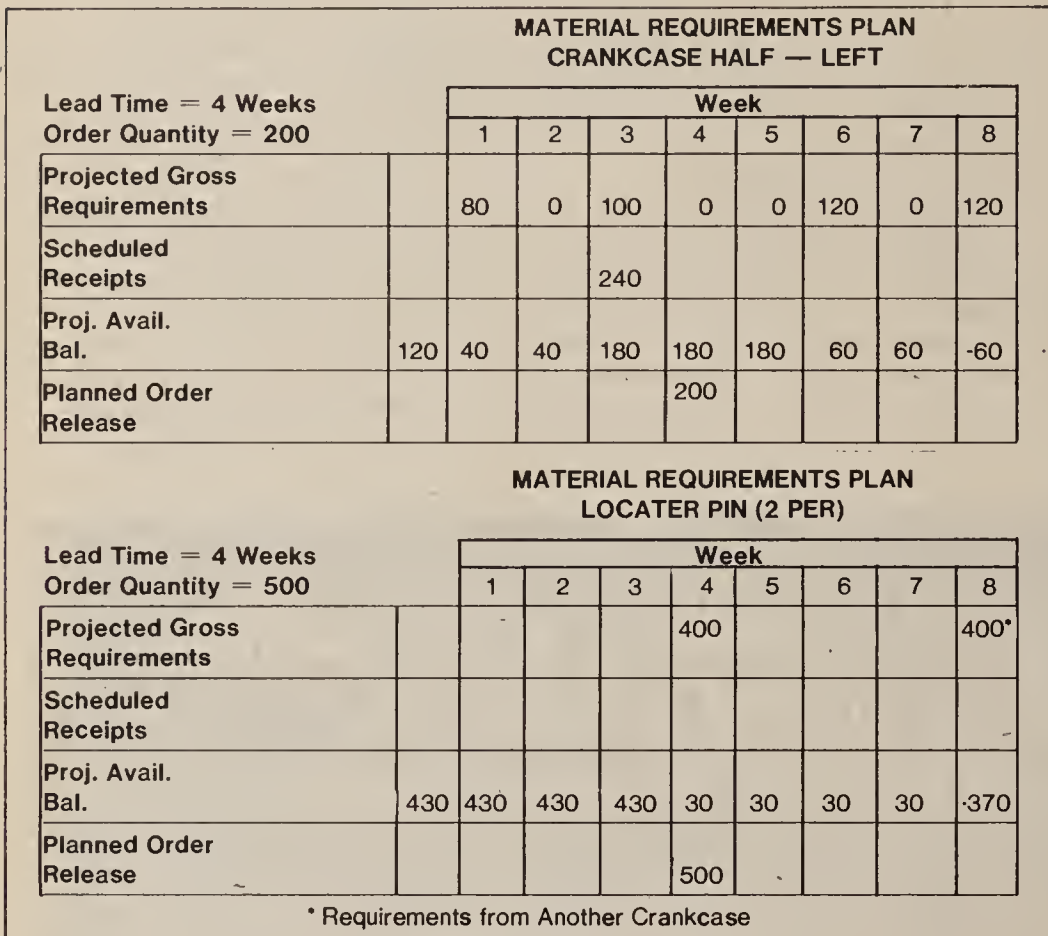 MATERIAL REQUIREMENTS PLAN
CRANKCASE HALF — LEFT
Lead Time = 4 Weeks
Order Quantity = 200
Week
1 2 3 4 5 6 7 8
Projected Gross
Requirements 80 0 100 0 0 120 0 120
Scheduled
Receipts 240
Proj. Avail.
Bal. 120 40 40 180 180 180 60 60 -60
Planned Order 200
Release
MATERIAL REQUIREMENTS PLAN
LOCATER PIN (2 PER)
Lead Time = 4 Weeks
Order Quantity = 500
Week
1 2 3 4 5 6 7 8
Projected Gross 400 400*
Requirements
Scheduled
Receipts
Proj. Avail.
Bal. 430 430 430 430 30 30 30 30 -370
Planned Order
Release 500
* Requirements from Another Crankcase